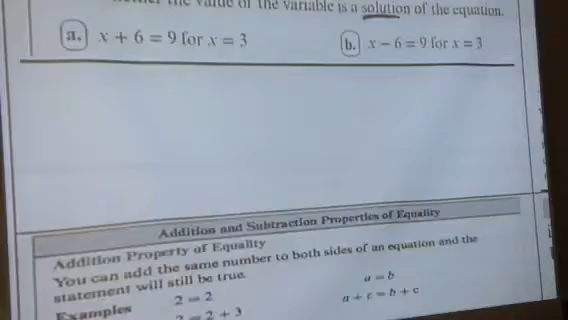 the value of the variable is a solution of the equation.
a. x + 6 = 9 for x = 3
b. x − 6 = 9 for x = 3
Addition and Subtraction Properties of Equality
Addition Property of Equality
You can add the same number to both sides of an equation and the
statement will still be true.
Examples
2 = 2
a = b
2 + 3
a + c = b + c